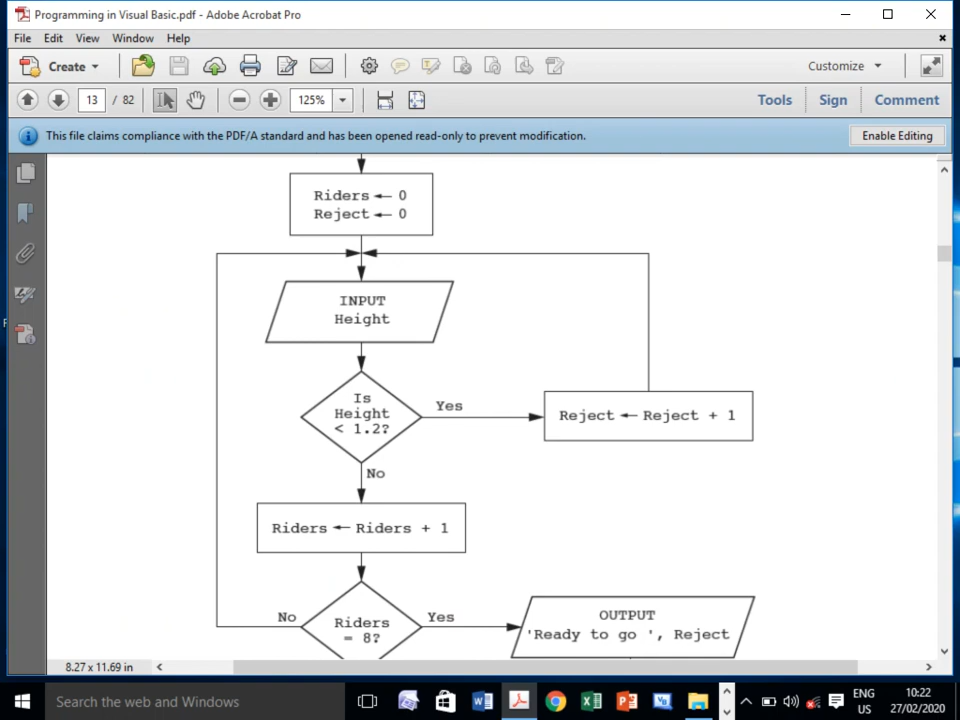 Programming in Visual Basic.pdf - Adobe Acrobat Pro
File Edit View Window Help
Create
Customize
13 / 82
125%
Tools
Sign
Comment
This file claims compliance with the PDF/A standard and has been opened read-only to prevent modification.
Enable Editing
Riders ← 0
Reject ← 0
INPUT
Height
Is
Height
< 1.2?
Yes
Reject ← Reject + 1
No
Riders ← Riders + 1
No
Riders
= 8?
Yes
OUTPUT
'Ready to go ', Reject
8.27 x 11.69 in
Search the web and Windows
ENG
US
10:22
27/02/2020